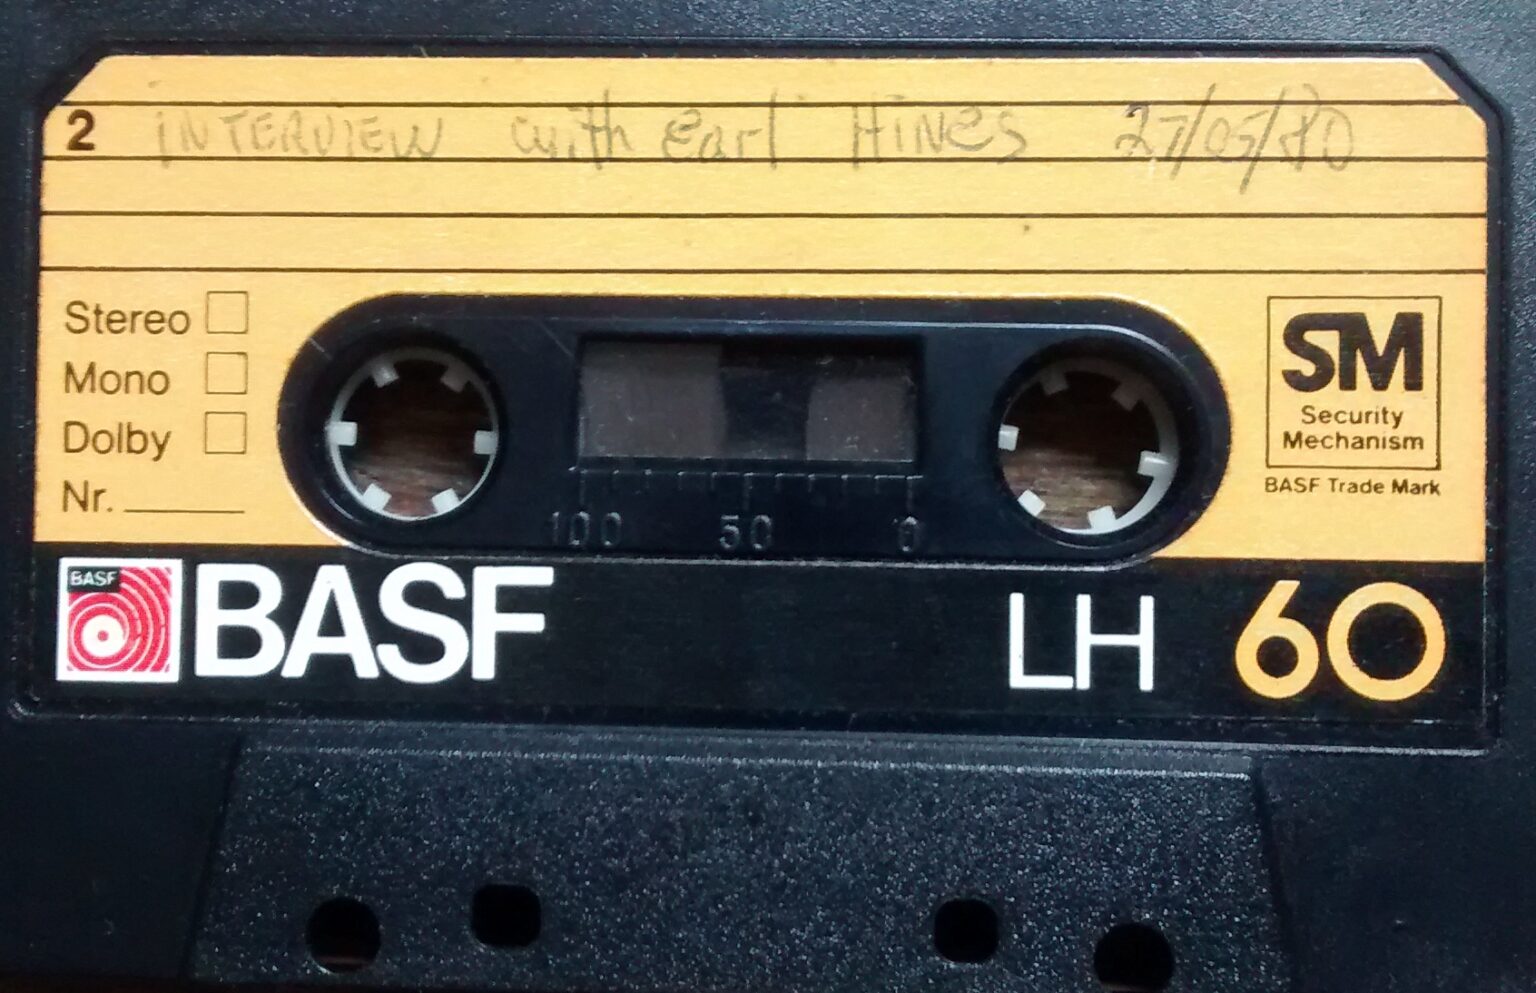 2 INTERVIEW with earl HINES 27/05/80
Stereo
Mono
Dolby
Nr.
SM
Security
Mechanism
BASF Trade Mark
100 50 0
BASF
BASF
LH 60